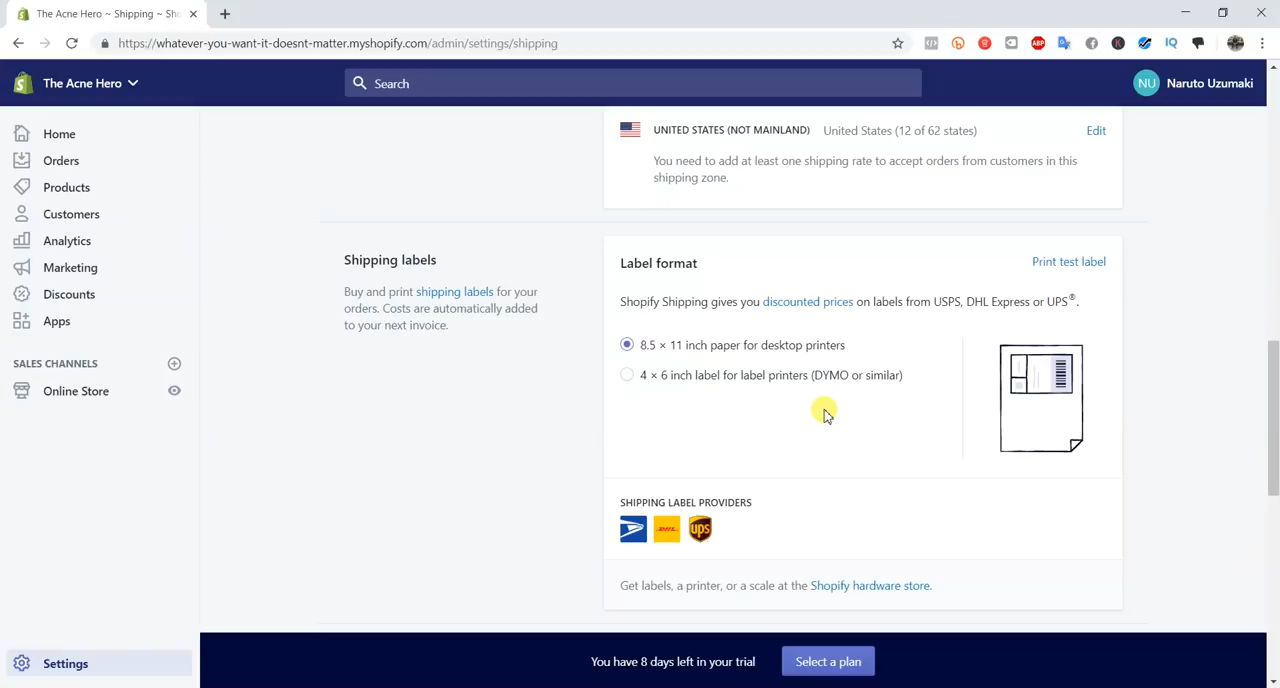 The Acne Hero ~ Shipping ~ Sho
https://whatever-you-want-it-doesnt-matter.myshopify.com/admin/settings/shipping
ABP
K
IQ
The Acne Hero
Search
NU
Naruto Uzumaki
Home
Orders
Products
Customers
Analytics
Marketing
Discounts
Apps
SALES CHANNELS
Online Store
Settings
UNITED STATES (NOT MAINLAND) United States (12 of 62 states)
Edit
You need to add at least one shipping rate to accept orders from customers in this
shipping zone.
Shipping labels
Buy and print shipping labels for your
orders. Costs are automatically added
to your next invoice.
Label format
Print test label
Shopify Shipping gives you discounted prices on labels from USPS, DHL Express or UPS®.
8.5 × 11 inch paper for desktop printers
4 × 6 inch label for label printers (DYMO or similar)
SHIPPING LABEL PROVIDERS
DHL
ups
Get labels, a printer, or a scale at the Shopify hardware store.
You have 8 days left in your trial
Select a plan